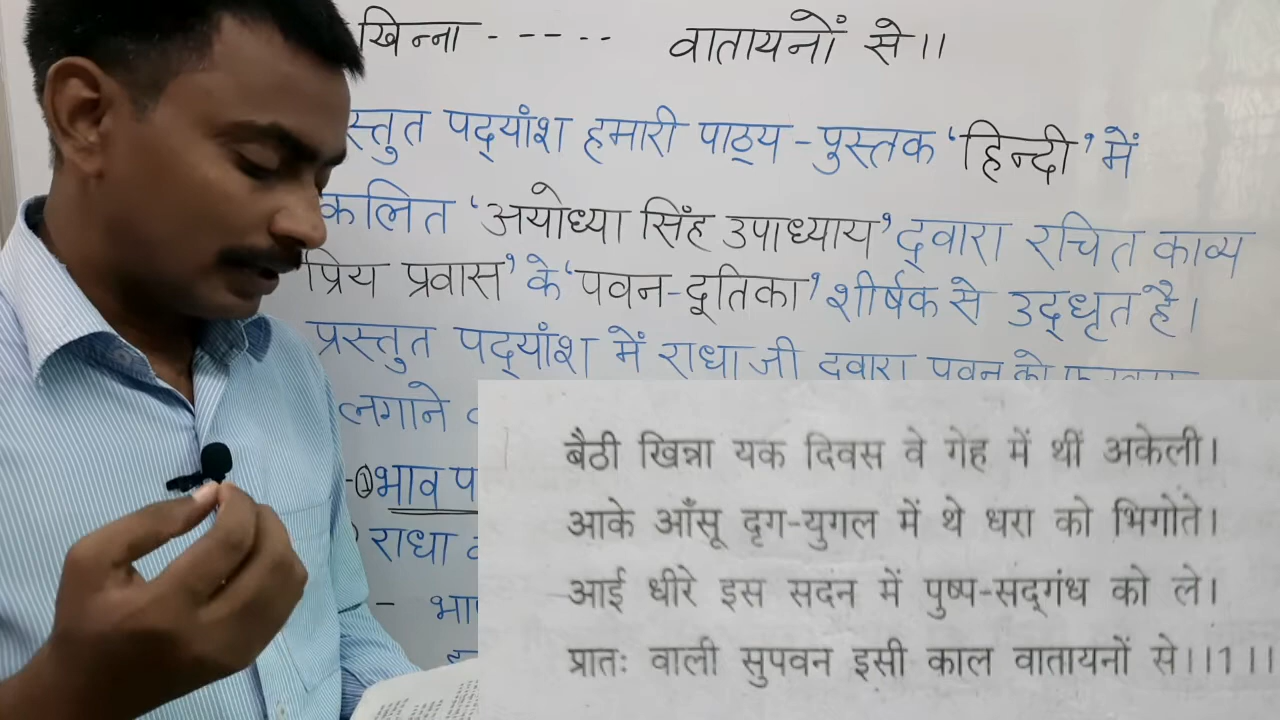 खिन्ना - - - - - वातायनों से।।
स्तुत पद्यांश हमारी पाठ्य-पुस्तक 'हिन्दी' में
कलित 'अयोध्या सिंह उपाध्याय' द्वारा रचित काव्य
प्रिय प्रवास' के 'पवन-दूतिका' शीर्षक से उद्धृत है।
प्रस्तुत पद्यांश में राधा जी द्वारा पवन को
लगाने
-①भाव प
राधा
- भा
बैठी खिन्ना यक दिवस वे गेह में थीं अकेली।
आके आँसू दृग-युगल में थे धरा को भिगोते।
आई धीरे इस सदन में पुष्प-सद्गंध को ले।
प्रातः वाली सुपवन इसी काल वातायनों से।।1।।